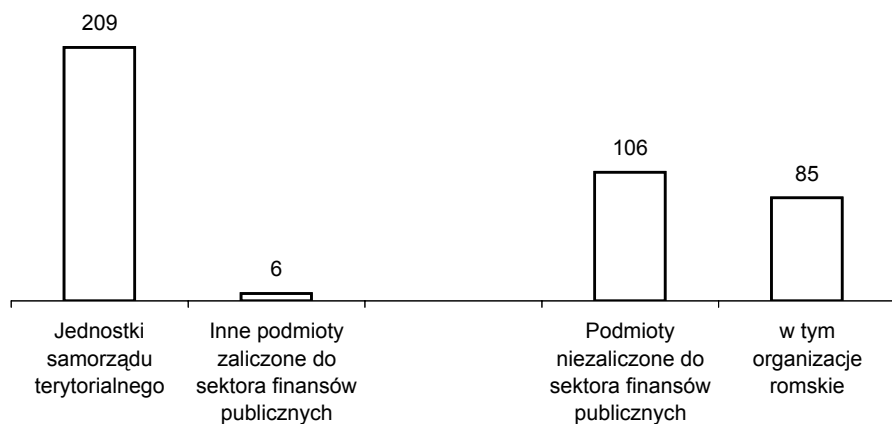 209
6
106
85
Jednostki
samorządu
terytorialnego
Inne podmioty
zaliczone do
sektora finansów
publicznych
Podmioty
niezaliczone do
sektora finansów
publicznych
w tym
organizacje
romskie